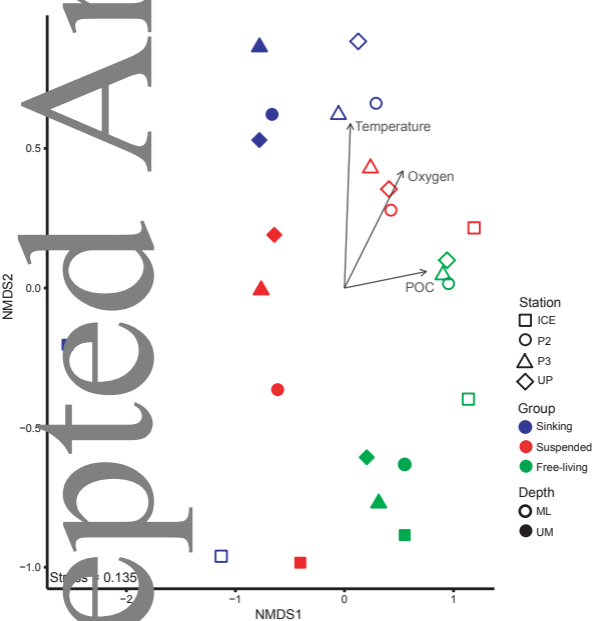 Temperature
Oxygen
POC
NMDS2
0.5
0.0
−0.5
−1.0
Stress = 0.135
−2
−1
0
1
NMDS1
Station
ICE
P2
P3
UP
Group
Sinking
Suspended
Free-living
Depth
ML
UM
epted Ar